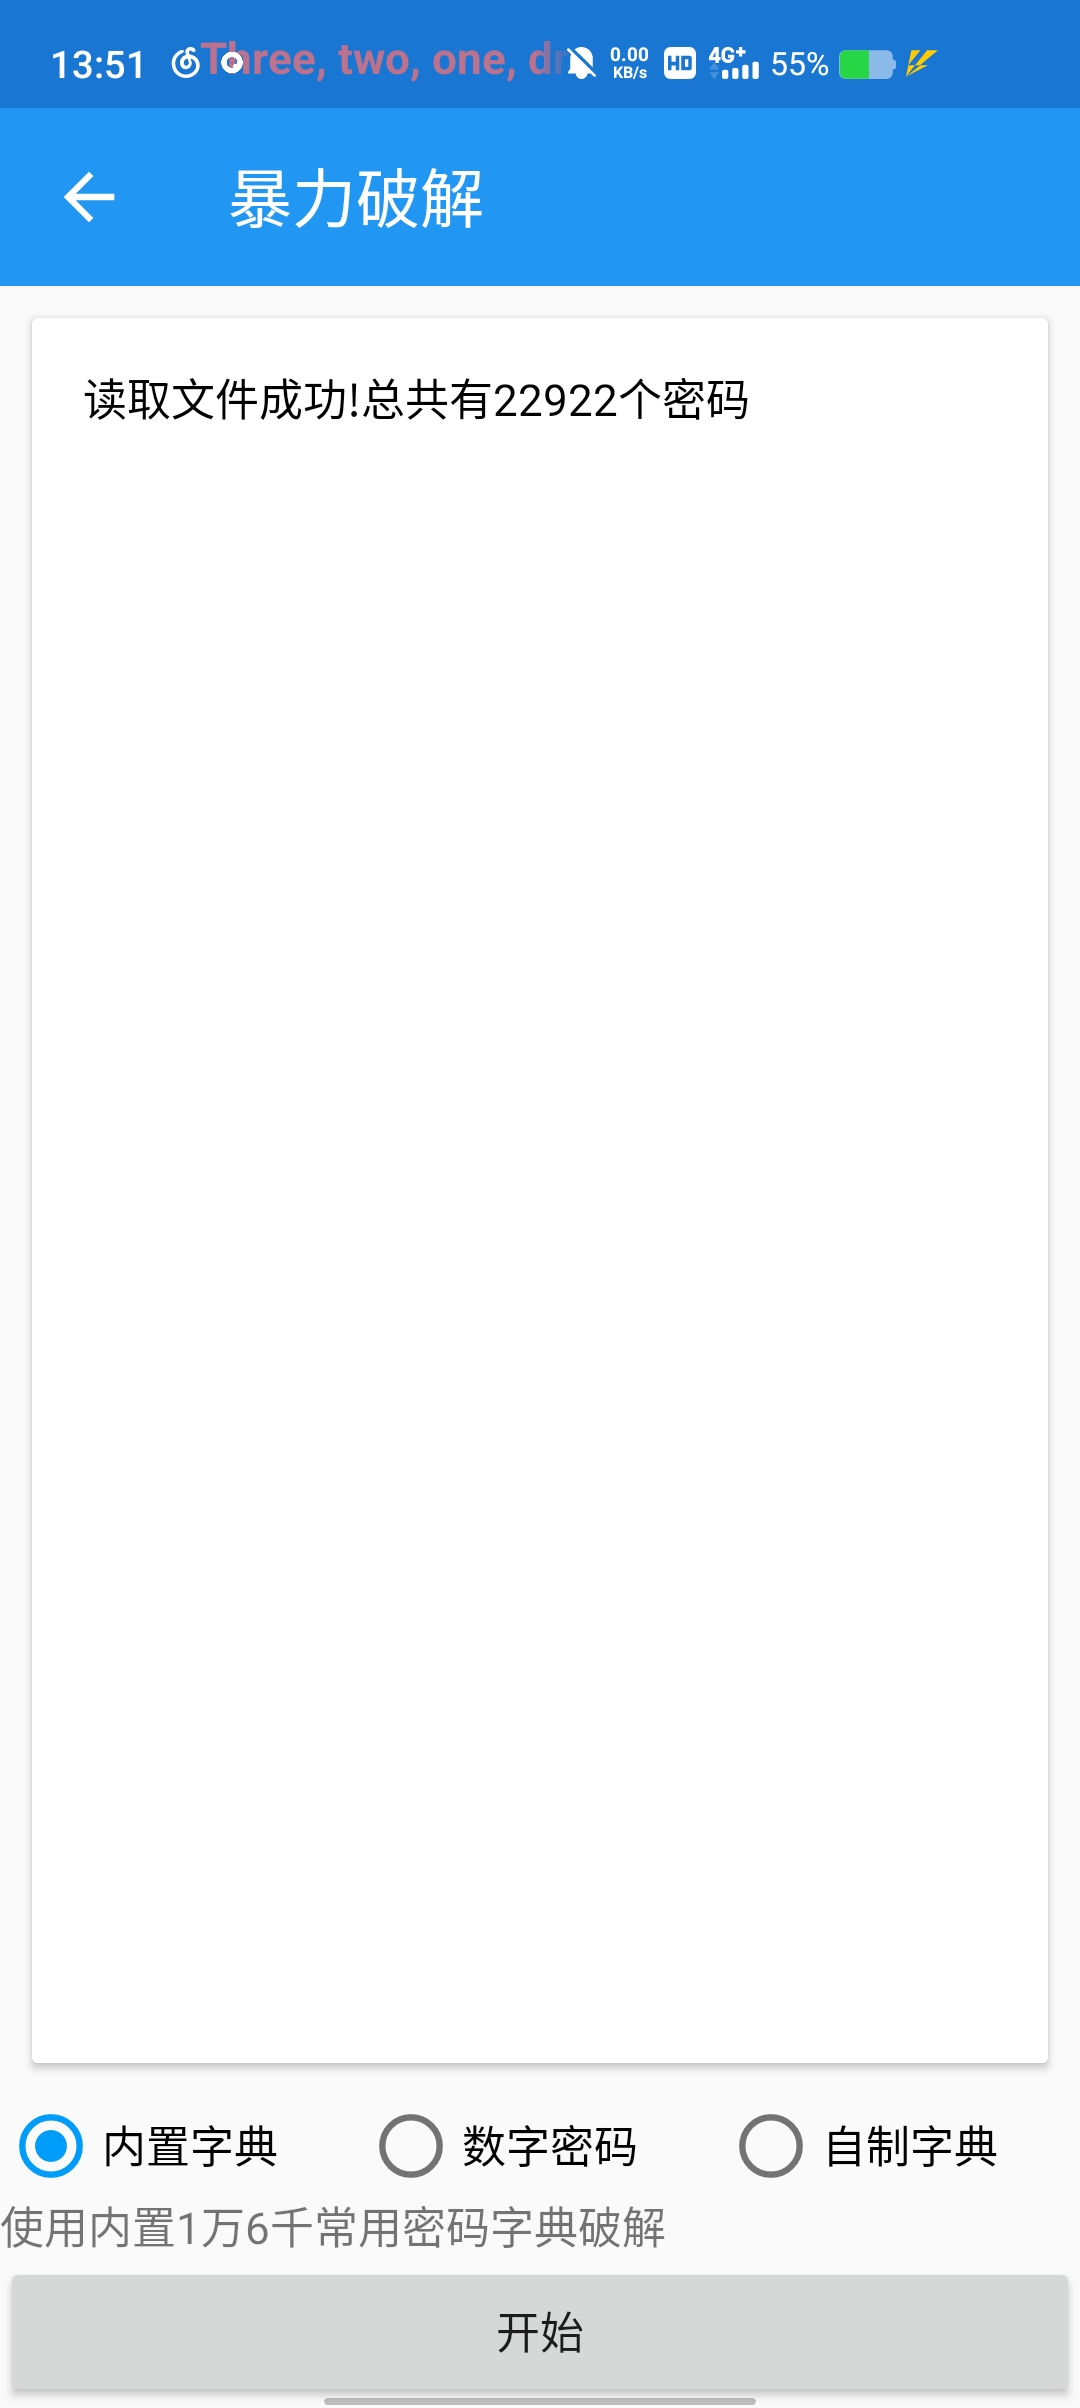 13:51 Three, two, one, 0.00 KB/s HD 4G+ 55%
暴力破解
读取文件成功!总共有22922个密码
内置字典 数字密码 自制字典
使用内置1万6千常用密码字典破解
开始